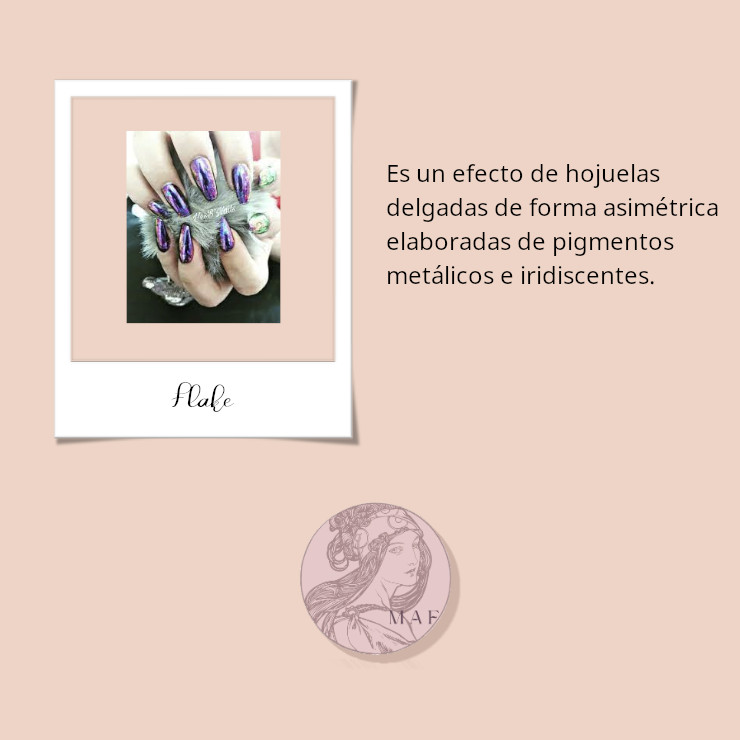 Es un efecto de hojuelas
delgadas de forma asimétrica
elaboradas de pigmentos
metálicos e iridiscentes.
Flake
MAE